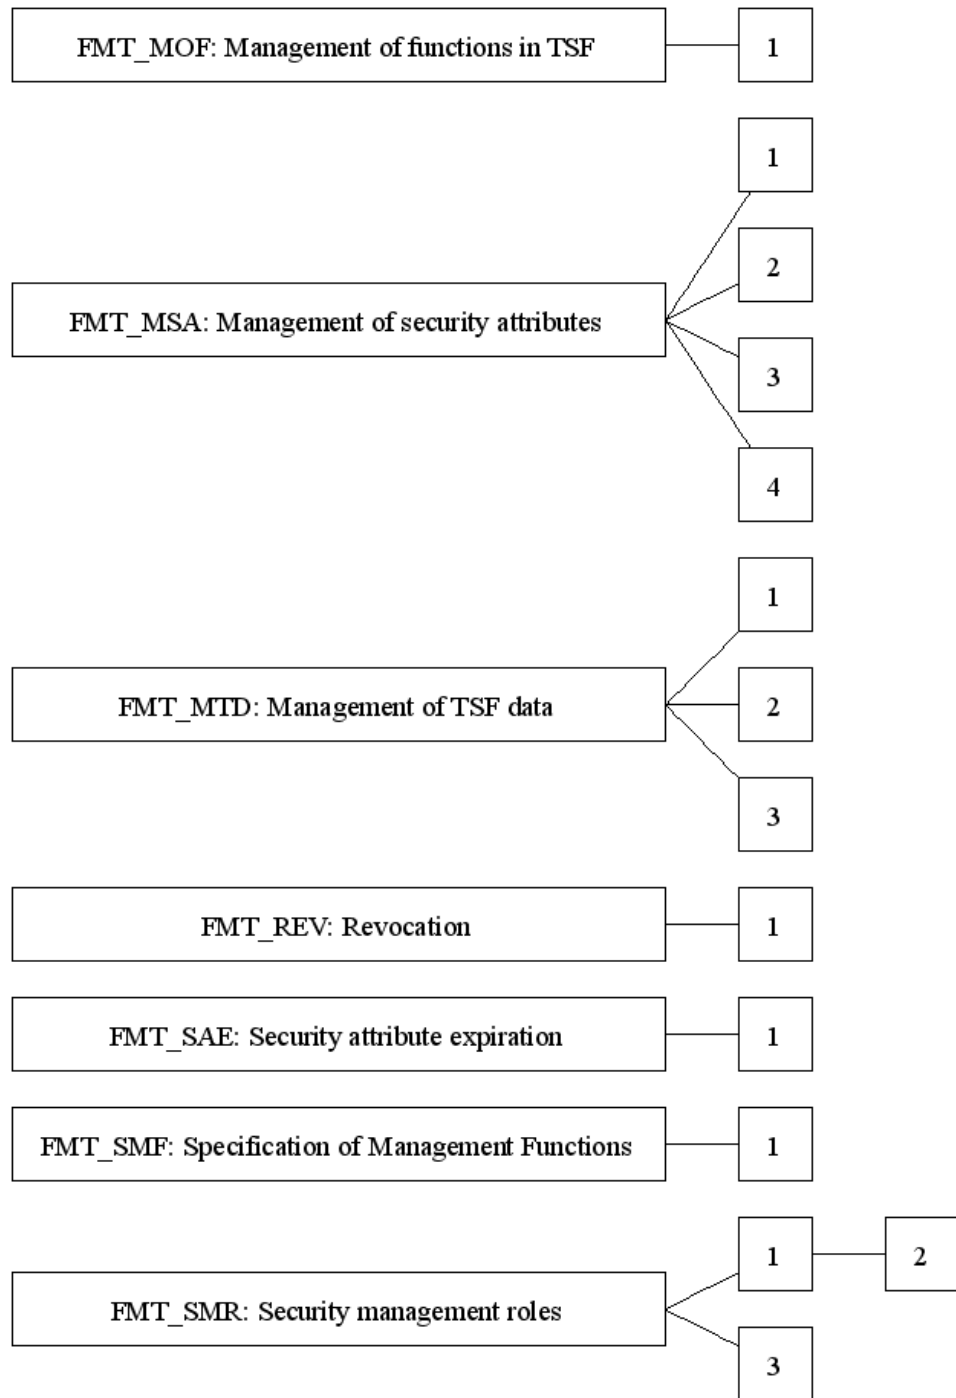 FMT_MOF: Management of functions in TSF 1
1
2
FMT_MSA: Management of security attributes
3
4
1
FMT_MTD: Management of TSF data 2
3
FMT_REV: Revocation 1
FMT_SAE: Security attribute expiration 1
FMT_SMF: Specification of Management Functions 1
1 2
FMT_SMR: Security management roles
3